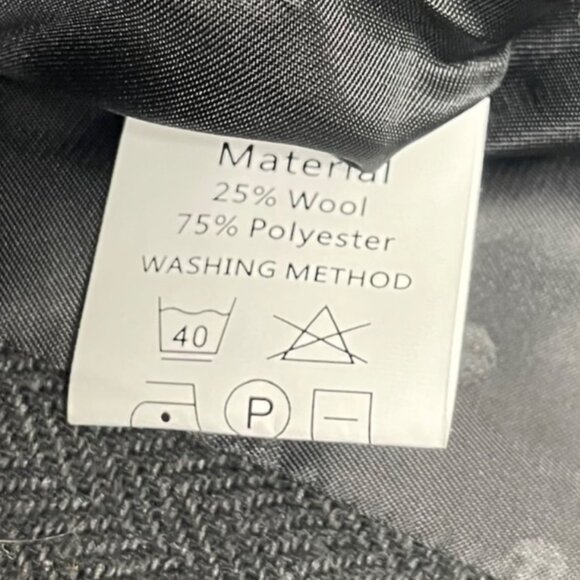 Material
25% Wool
75% Polyester
WASHING METHOD
40
P